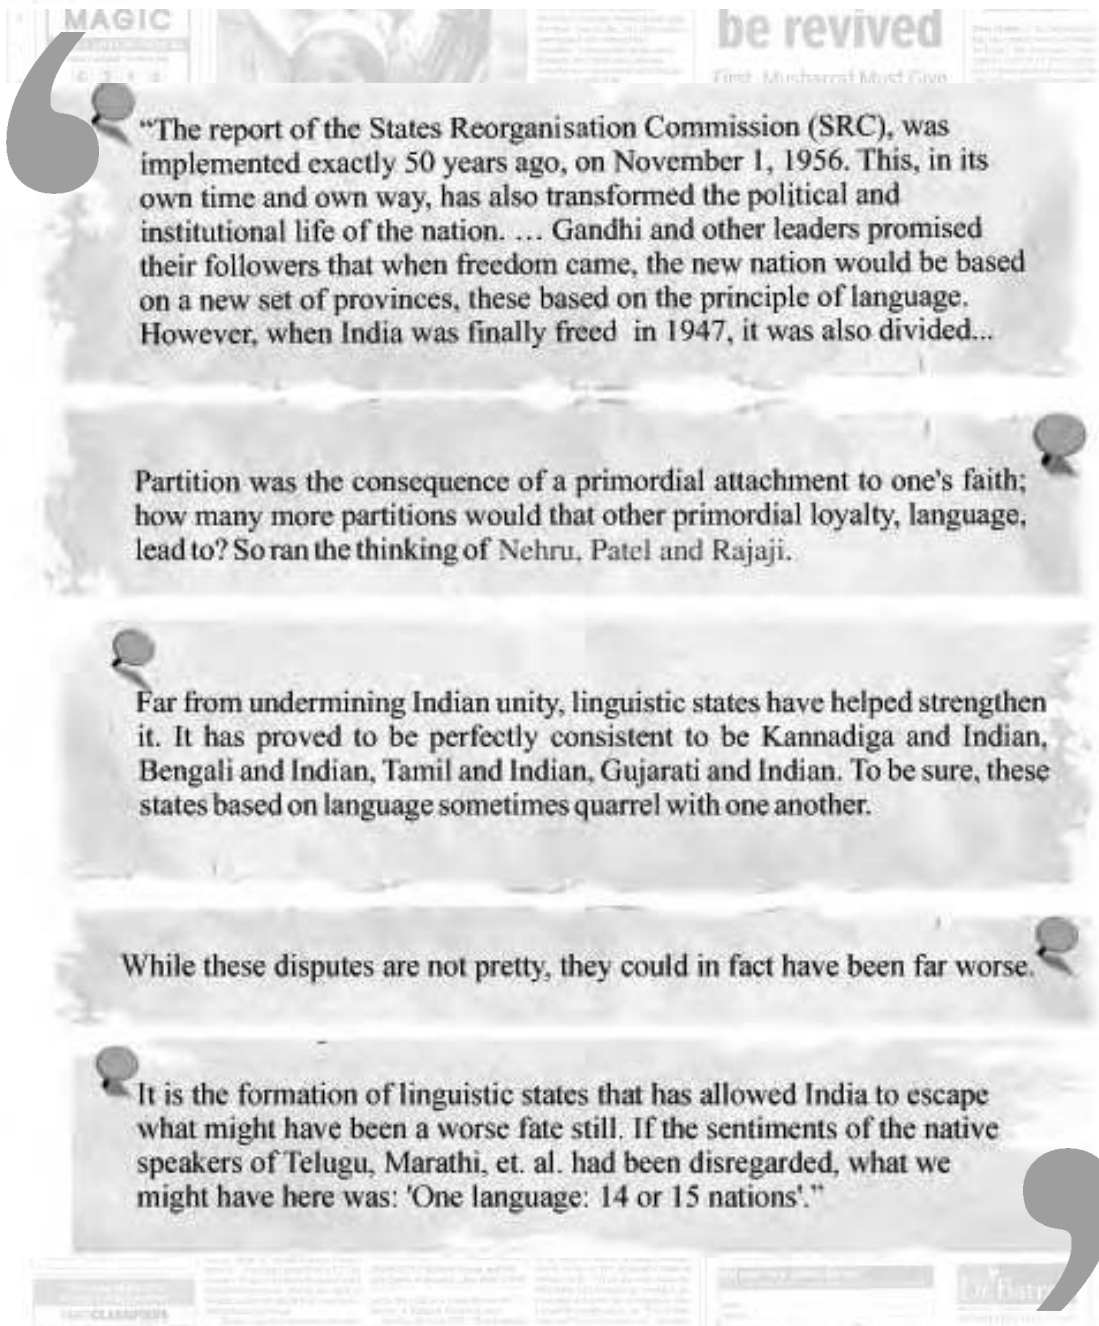 MAGIC
6 2 1 6
be revived
First, Musharraf Must Give
“The report of the States Reorganisation Commission (SRC), was
implemented exactly 50 years ago, on November 1, 1956. This, in its
own time and own way, has also transformed the political and
institutional life of the nation. … Gandhi and other leaders promised
their followers that when freedom came, the new nation would be based
on a new set of provinces, these based on the principle of language.
However, when India was finally freed in 1947, it was also divided...
Partition was the consequence of a primordial attachment to one's faith;
how many more partitions would that other primordial loyalty, language,
lead to? So ran the thinking of Nehru, Patel and Rajaji.
Far from undermining Indian unity, linguistic states have helped strengthen
it. It has proved to be perfectly consistent to be Kannadiga and Indian,
Bengali and Indian, Tamil and Indian, Gujarati and Indian. To be sure, these
states based on language sometimes quarrel with one another.
While these disputes are not pretty, they could in fact have been far worse.
It is the formation of linguistic states that has allowed India to escape
what might have been a worse fate still. If the sentiments of the native
speakers of Telugu, Marathi, et. al. had been disregarded, what we
might have here was: 'One language: 14 or 15 nations'.”
CLASSIFIEDS